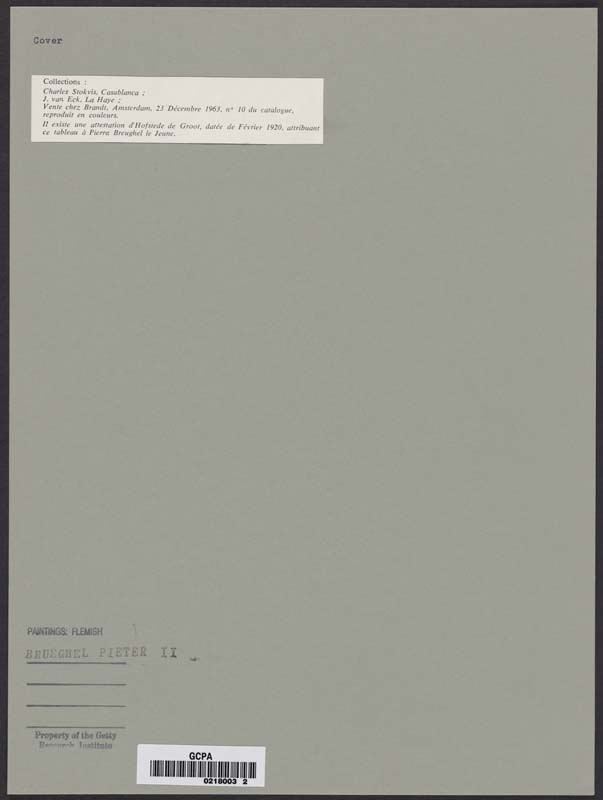 Cover
Collections :
Charles Stokvis, Casablanca ;
J. van Eck, La Haye ;
Vente chez Brandt, Amsterdam, 23 Décembre 1963, n° 10 du catalogue,
reproduit en couleurs.
Il existe une attestation d'Hofstede de Groot, datée de Février 1920, attribuant
ce tableau à Pierre Breughel le Jeune.
PAINTINGS: FLEMISH
BRUEGHEL PIETER II
Property of the Getty
Research Institute
GCPA
0218003 2